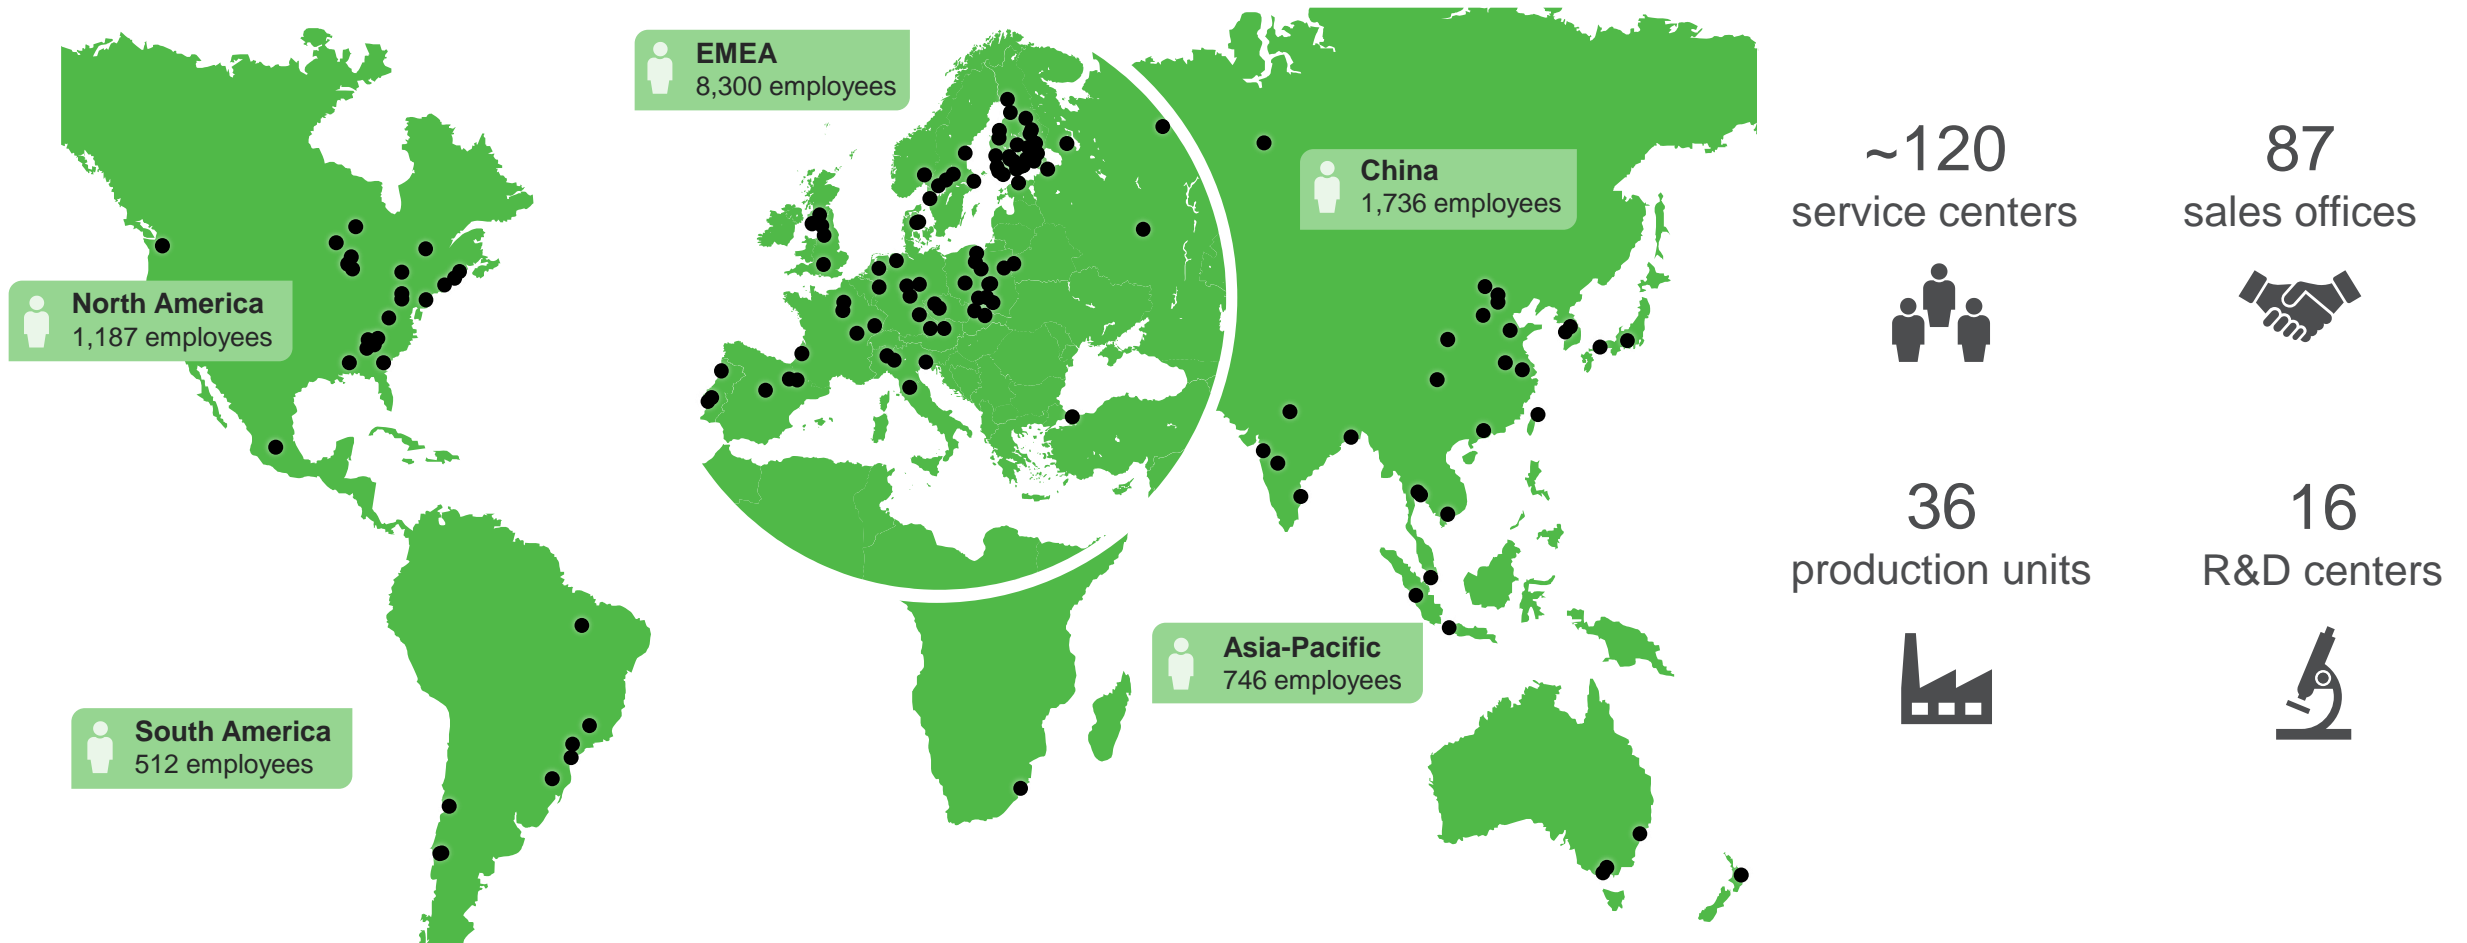 EMEA
8,300 employees
China
1,736 employees
North America
1,187 employees
Asia-Pacific
746 employees
South America
512 employees
~120
service centers
87
sales offices
36
production units
16
R&D centers